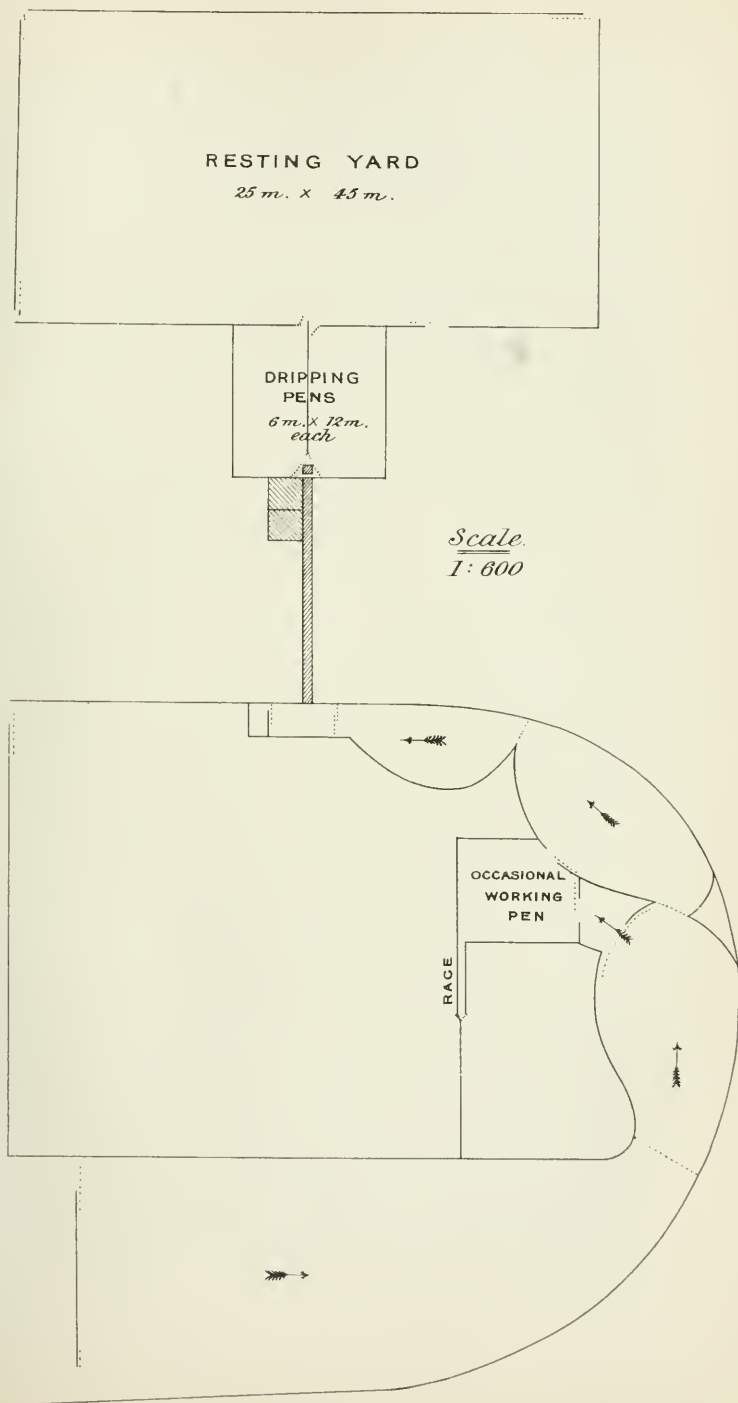 RESTING YARD
25 m. x 45 m.
DRIPPING
PENS
6 m. x 12 m.
each
Scale.
1: 600
OCCASIONAL
WORKING
PEN
RACE